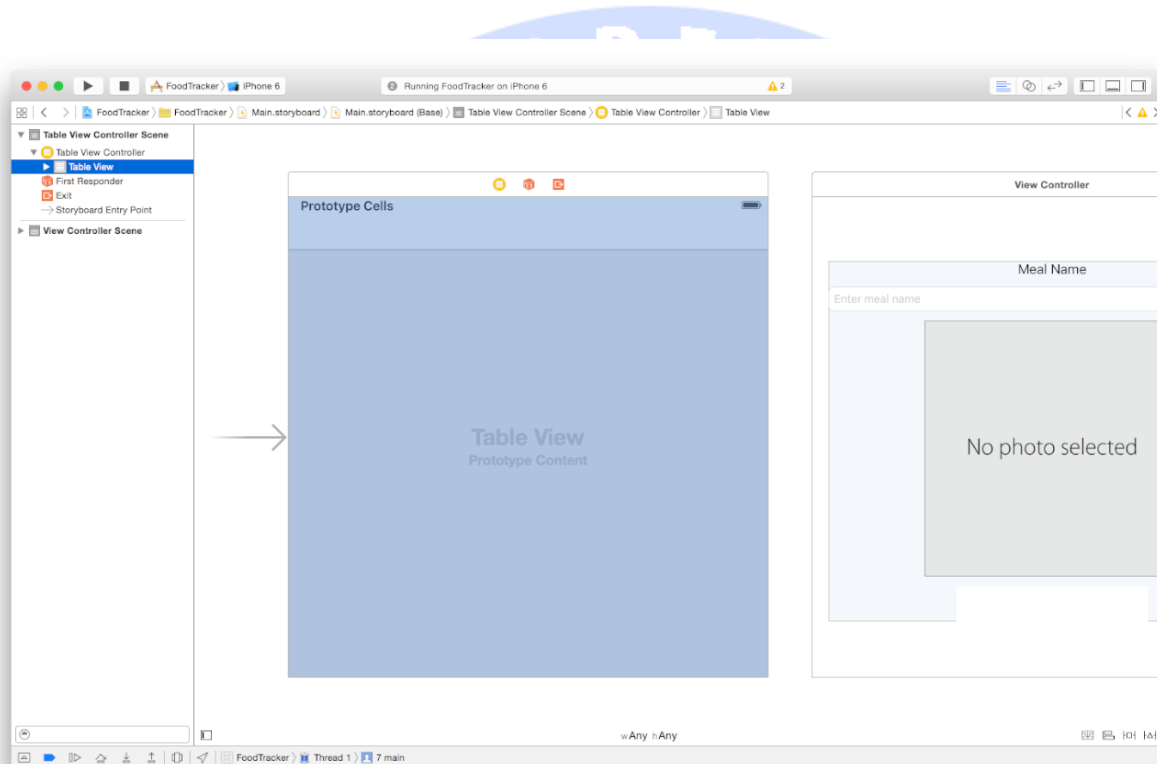 FoodTracker iPhone 6
Running FoodTracker on iPhone 6
2
FoodTracker FoodTracker Main.storyboard Main.storyboard (Base) Table View Controller Scene Table View Controller Table View
Table View Controller Scene
Table View Controller
Table View
First Responder
Exit
Storyboard Entry Point
View Controller Scene
Prototype Cells
Table View
Prototype Content
View Controller
Meal Name
Enter meal name
No photo selected
wAny hAny
FoodTracker Thread 1 7 main